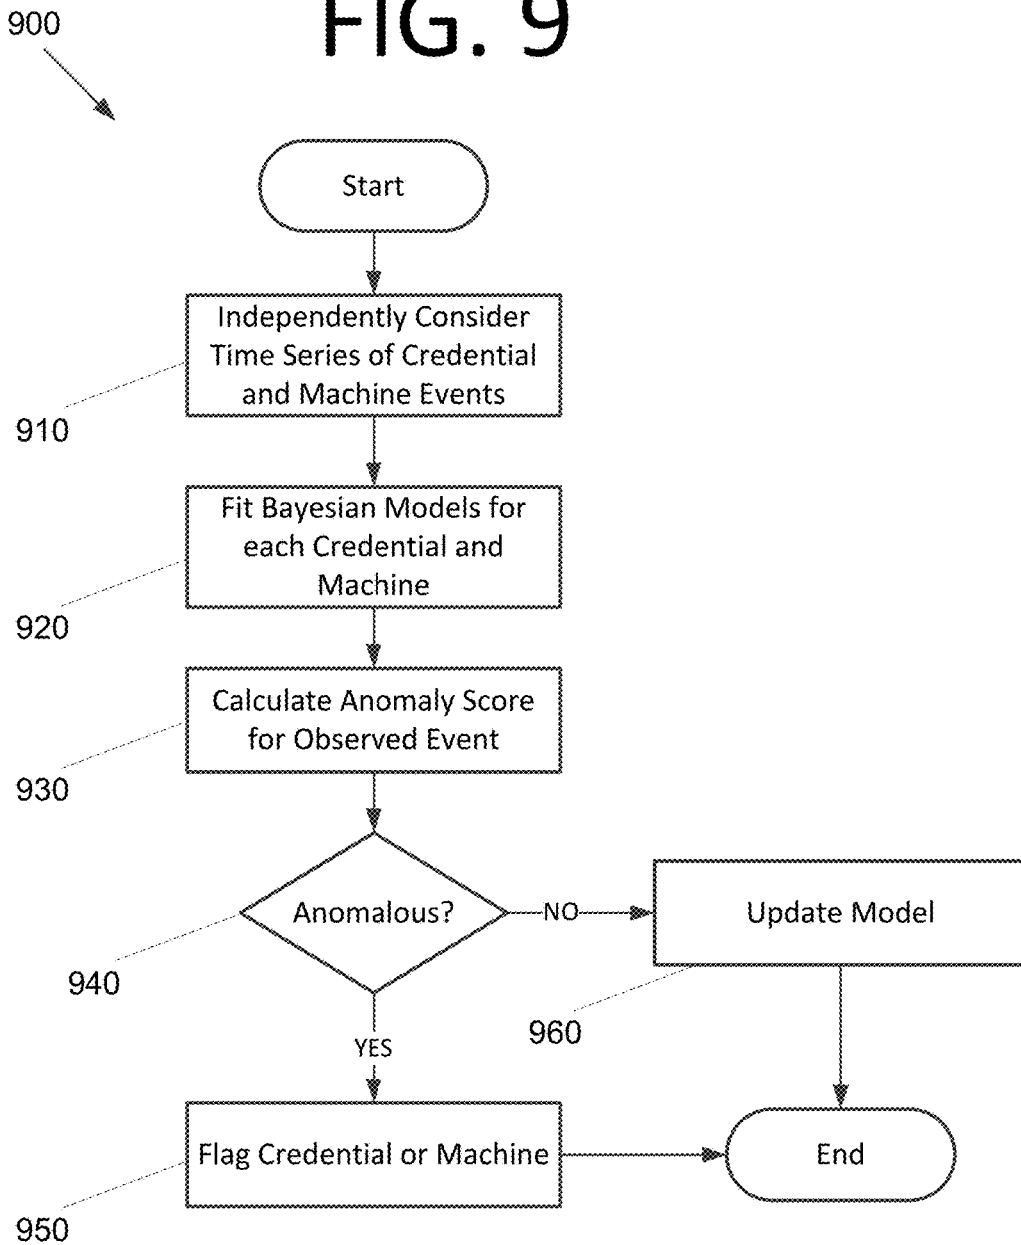 900
FIG. 9
Start
Independently Consider
Time Series of Credential
and Machine Events
910
Fit Bayesian Models for
each Credential and
Machine
920
Calculate Anomaly Score
for Observed Event
930
Anomalous?
NO
Update Model
940
960
YES
Flag Credential or Machine
End
950